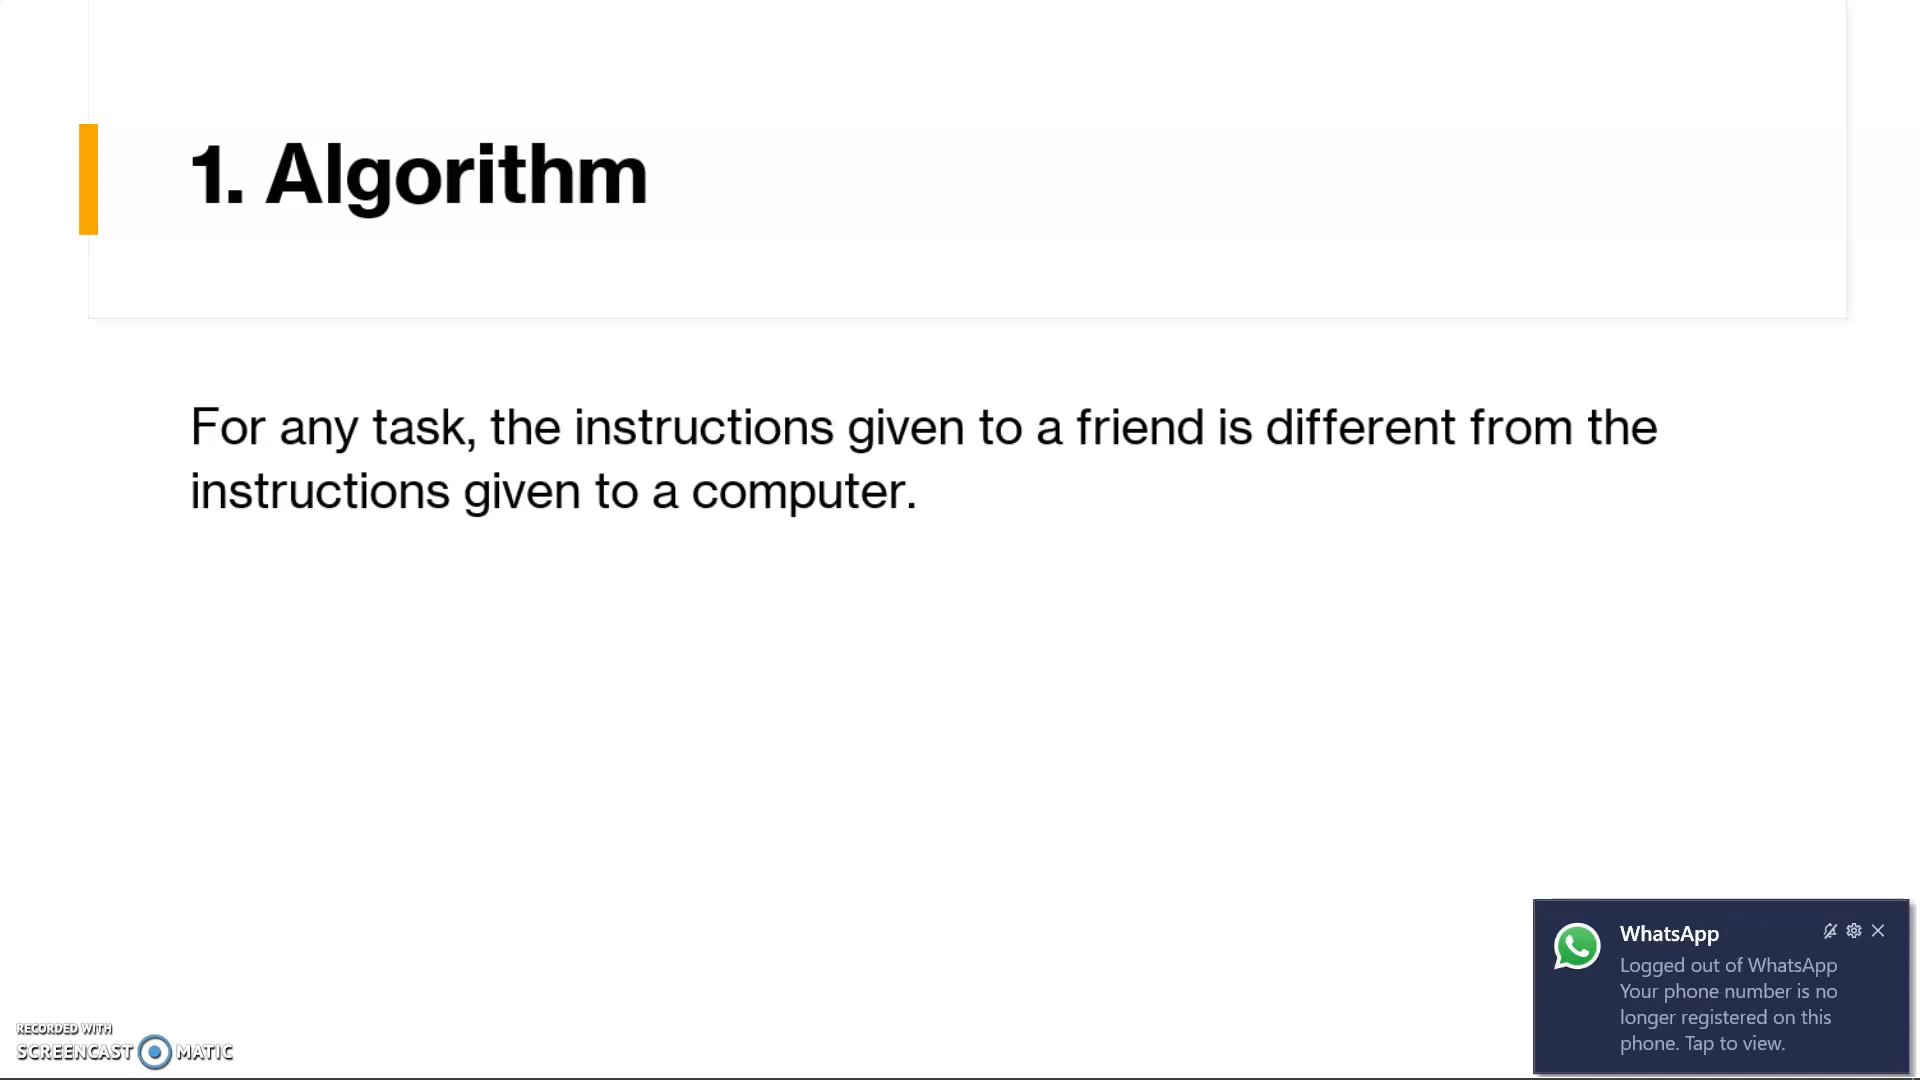 1. Algorithm
For any task, the instructions given to a friend is different from the
instructions given to a computer.
WhatsApp
Logged out of WhatsApp
Your phone number is no
longer registered on this
phone. Tap to view.
RECORDED WITH
SCREENCAST MATIC